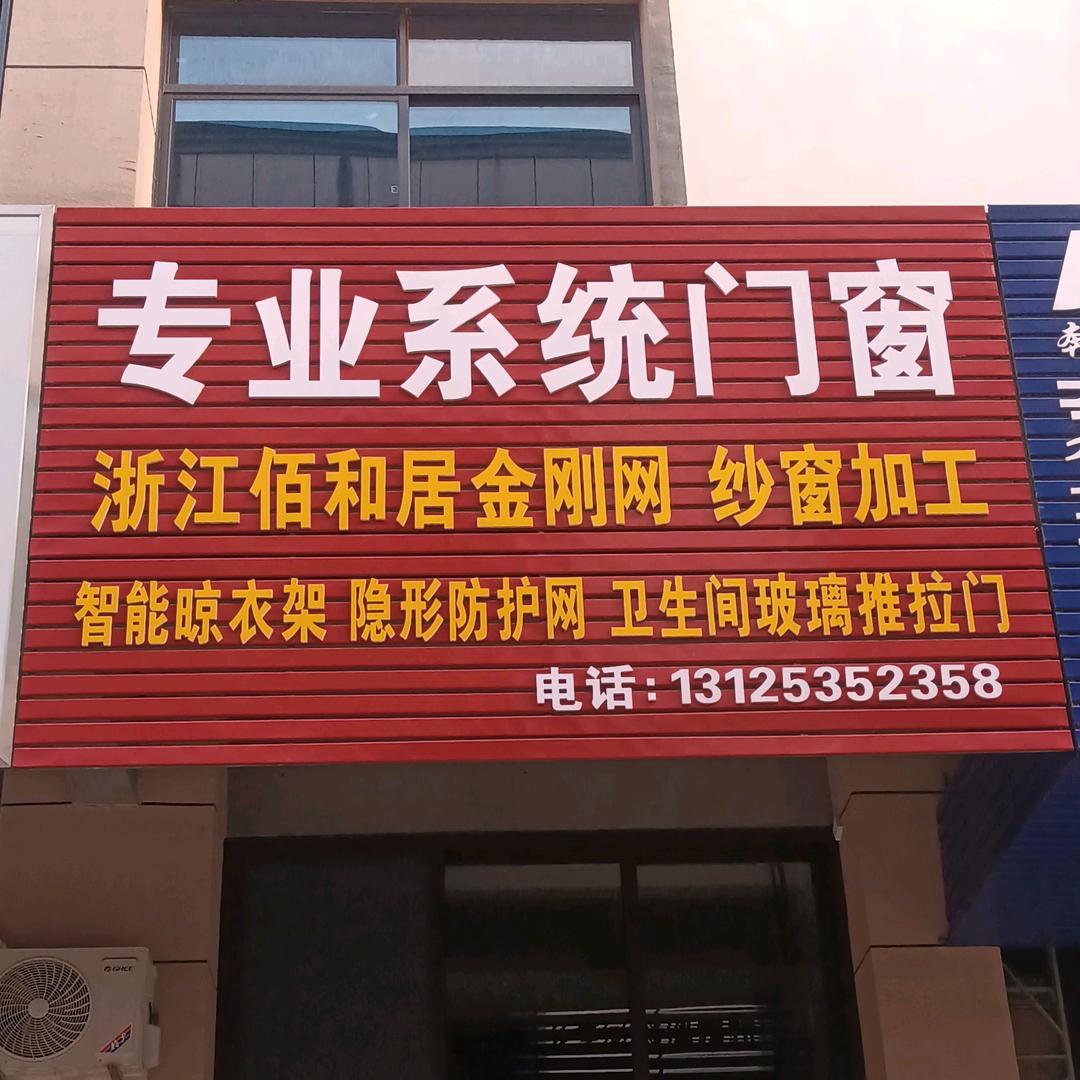 专业系统门窗
浙江佰和居金刚网 纱窗加工
智能晾衣架 隐形防护网 卫生间玻璃推拉门
电话:13125352358
GREE